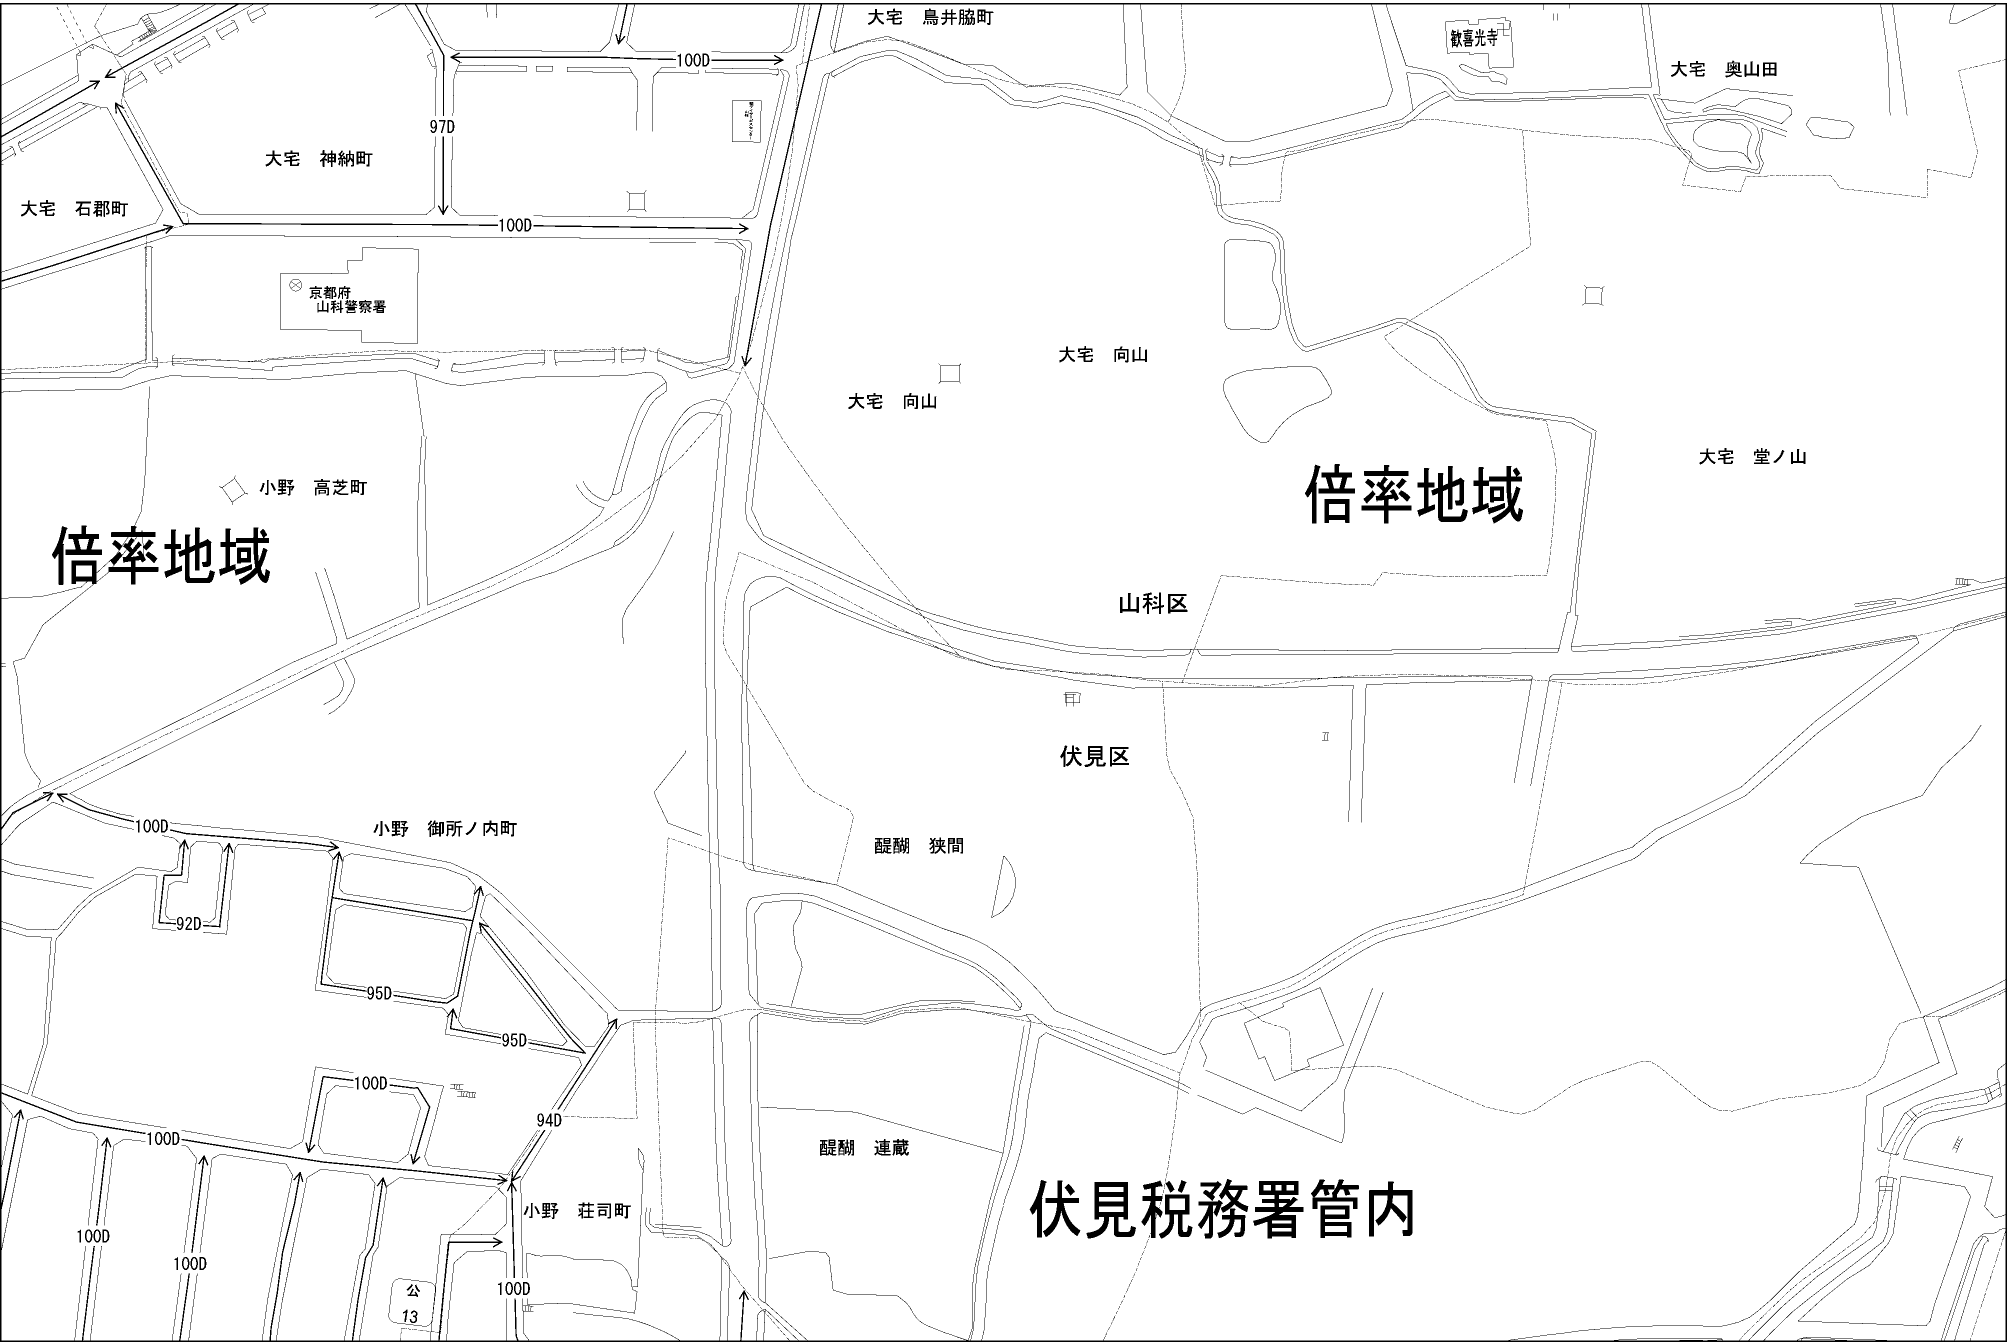 大宅　鳥井脇町
歓喜光寺
大宅　奥山田
100D
97D
大宅　神納町
大宅　石郡町
100D
京都府
山科警察署
大宅　向山
大宅　向山
大宅　堂ノ山
小野　高芝町
倍率地域
倍率地域
山科区
伏見区
100D
小野　御所ノ内町
醍醐　狭間
92D
95D
95D
100D
94D
100D
醍醐　連蔵
小野　荘司町
伏見税務署管内
100D
100D
100D
公
13